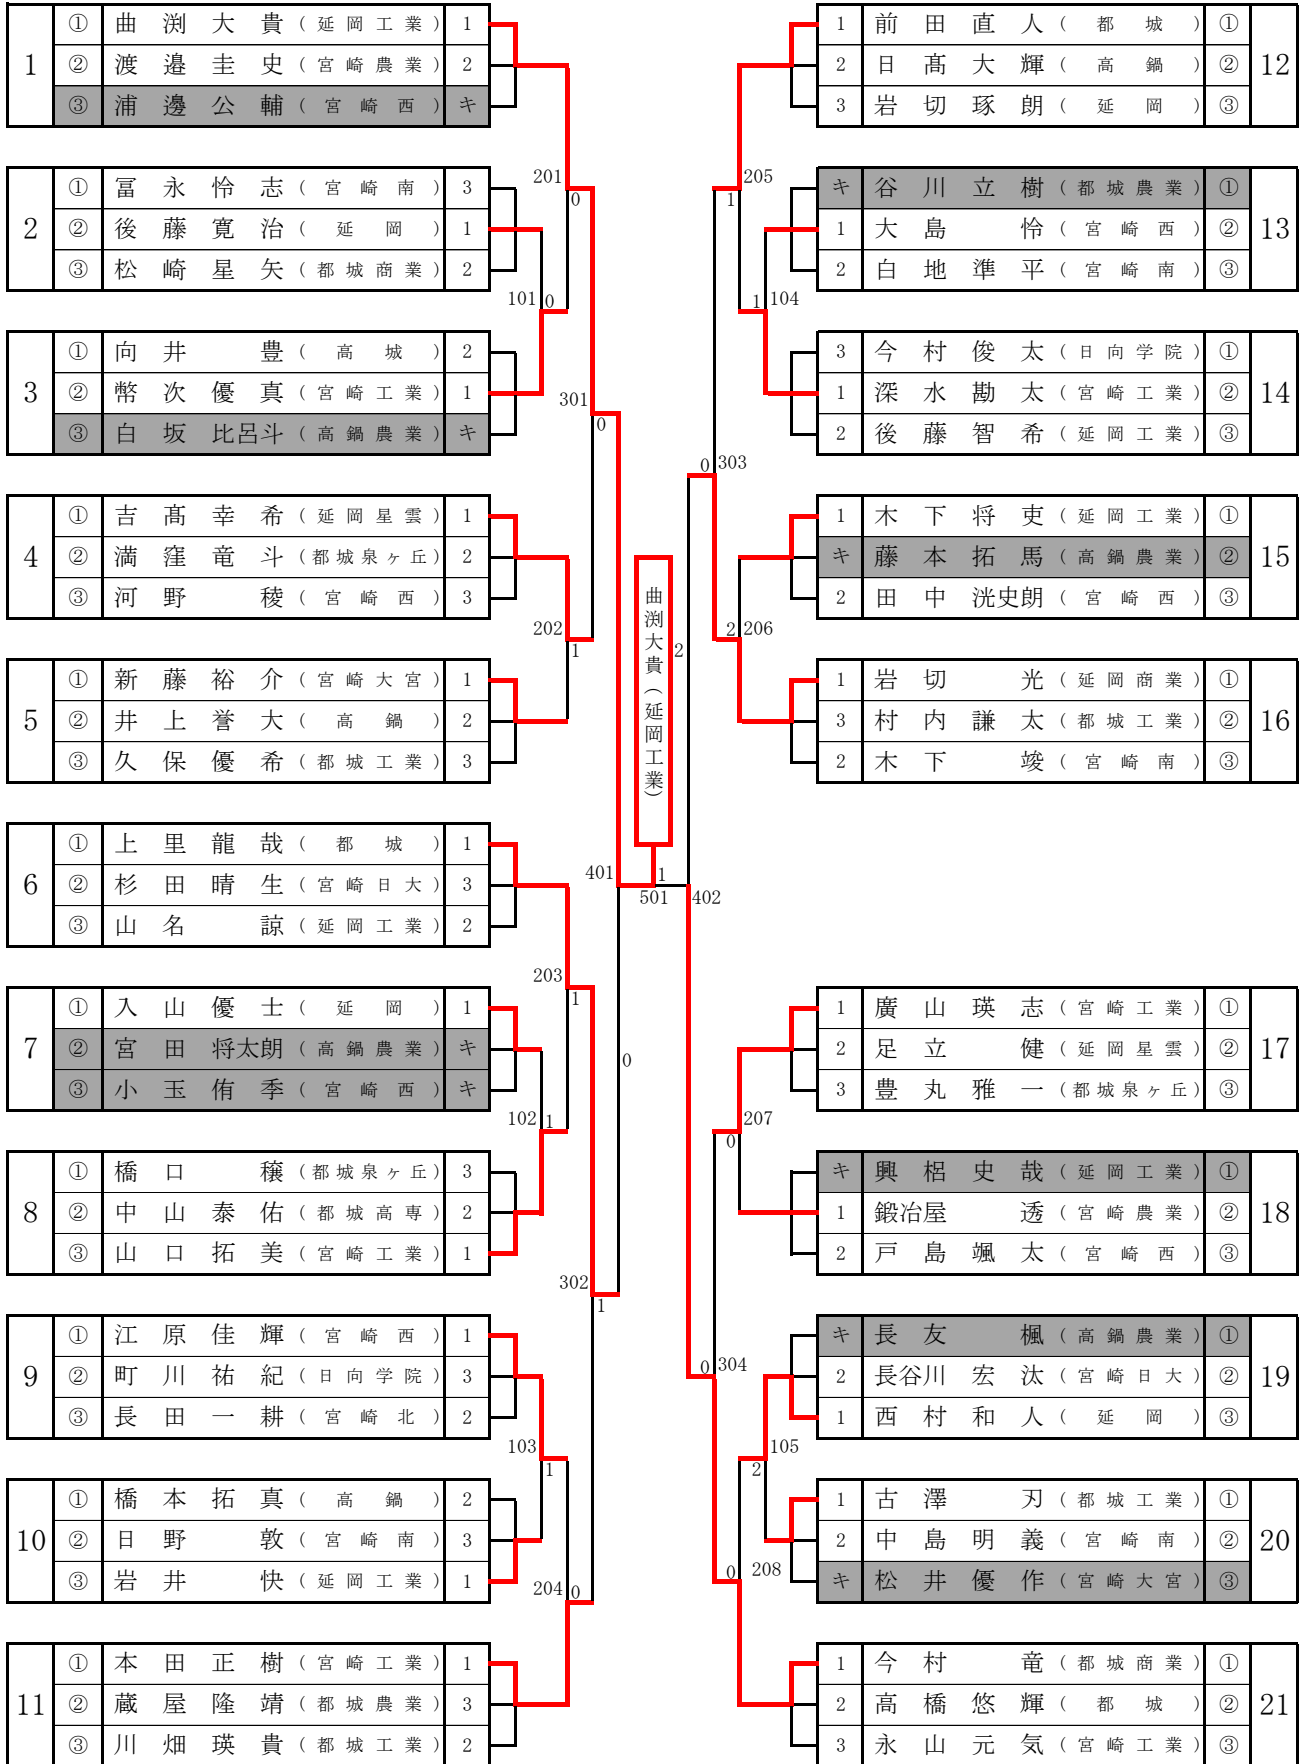 1
① 曲渕大貴 (延岡工業) 1
② 渡邉圭史 (宮崎農業) 2
③ 浦邊公輔 (宮崎西) キ
2
① 冨永怜志 (宮崎南) 3
② 後藤寛治 (延岡) 1
③ 松崎星矢 (都城商業) 2
3
① 向井豊 (高城) 2
② 幣次優真 (宮崎工業) 1
③ 白坂比呂斗 (高鍋農業) キ
4
① 吉髙幸希 (延岡星雲) 1
② 満窪竜斗 (都城泉ヶ丘) 2
③ 河野稜 (宮崎西) 3
5
① 新藤裕介 (宮崎大宮) 1
② 井上誉大 (高鍋) 2
③ 久保優希 (都城工業) 3
6
① 上里龍哉 (都城) 1
② 杉田晴生 (宮崎日大) 3
③ 山名諒 (延岡工業) 2
7
① 入山優士 (延岡) 1
② 宮田将太朗 (高鍋農業) キ
③ 小玉侑季 (宮崎西) キ
8
① 橋口穣 (都城泉ヶ丘) 3
② 中山泰佑 (都城高専) 2
③ 山口拓美 (宮崎工業) 1
9
① 江原佳輝 (宮崎西) 1
② 町川祐紀 (日向学院) 3
③ 長田一耕 (宮崎北) 2
10
① 橋本拓真 (高鍋) 2
② 日野敦 (宮崎南) 3
③ 岩井快 (延岡工業) 1
11
① 本田正樹 (宮崎工業) 1
② 蔵屋隆靖 (都城農業) 3
③ 川畑瑛貴 (都城工業) 2
201
0
101 0
301
0
202
1
203
1
102 1
302
1
103
1
204 0
401
0
曲渕大貴(延岡工業)
1
501
2
402
205
1
1 104
0 303
2 206
207
0
0 304
105
2
0 208
1 前田直人 (都城) ①
2 日髙大輝 (高鍋) ②
3 岩切琢朗 (延岡) ③
12
キ 谷川立樹 (都城農業) ①
1 大島怜 (宮崎西) ②
2 白地準平 (宮崎南) ③
13
3 今村俊太 (日向学院) ①
1 深水勘太 (宮崎工業) ②
2 後藤智希 (延岡工業) ③
14
1 木下将吏 (延岡工業) ①
キ 藤本拓馬 (高鍋農業) ②
2 田中洸史朗 (宮崎西) ③
15
1 岩切光 (延岡商業) ①
3 村内謙太 (都城工業) ②
2 木下竣 (宮崎南) ③
16
1 廣山瑛志 (宮崎工業) ①
2 足立健 (延岡星雲) ②
3 豊丸雅一 (都城泉ヶ丘) ③
17
キ 興梠史哉 (延岡工業) ①
1 鍛冶屋透 (宮崎農業) ②
2 戸島颯太 (宮崎西) ③
18
キ 長友楓 (高鍋農業) ①
2 長谷川宏汰 (宮崎日大) ②
1 西村和人 (延岡) ③
19
1 古澤刃 (都城工業) ①
2 中島明義 (宮崎南) ②
キ 松井優作 (宮崎大宮) ③
20
1 今村竜 (都城商業) ①
2 高橋悠輝 (都城) ②
3 永山元気 (宮崎工業) ③
21